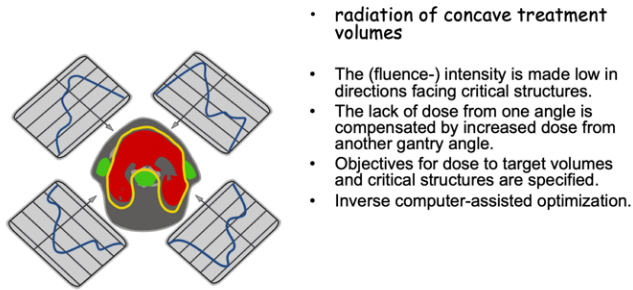 • radiation of concave treatment
volumes
• The (fluence-) intensity is made low in
directions facing critical structures.
• The lack of dose from one angle is
compensated by increased dose from
another gantry angle.
• Objectives for dose to target volumes
and critical structures are specified.
• Inverse computer-assisted optimization.